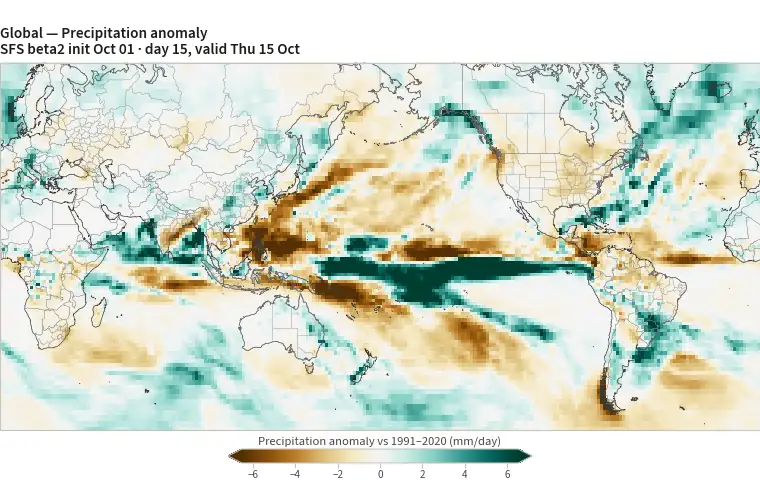 Global — Precipitation anomaly
SFS beta2 init Oct 01 · day 15, valid Thu 15 Oct
Precipitation anomaly vs 1991–2020 (mm/day)
−6 −4 −2 0 2 4 6